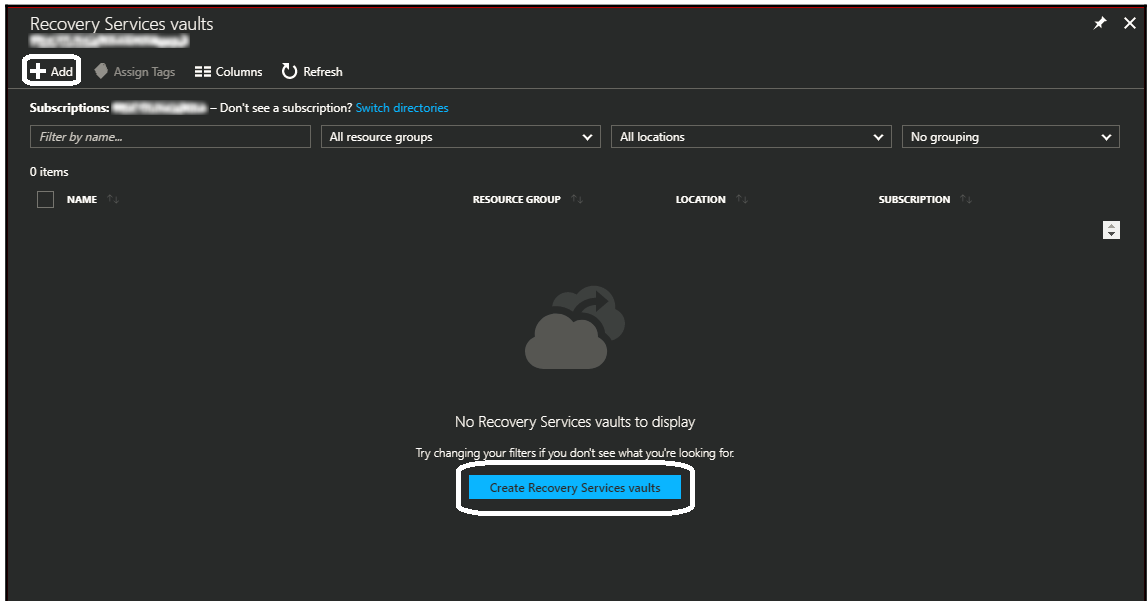 Recovery Services vaults
Add Assign Tags Columns Refresh
Subscriptions: – Don't see a subscription? Switch directories
Filter by name... All resource groups All locations No grouping
0 items
NAME RESOURCE GROUP LOCATION SUBSCRIPTION
No Recovery Services vaults to display
Try changing your filters if you don't see what you're looking for.
Create Recovery Services vaults